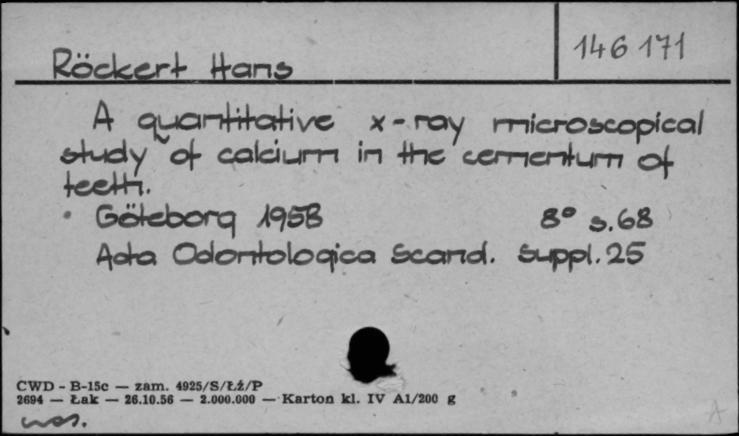 146 171
Röckert Hans
A quantitative x-ray microscopical
study of calcium in the cementum of
teeth.
Göteborg 1958 8° s.68
Acta Odontologica Scand. Suppl. 25
CWD - B-15c — zam. 4925/S/Łź/P
2694 — Łak — 26.10.56 — 2.000.000 — Karton kl. IV A1/200 g
A